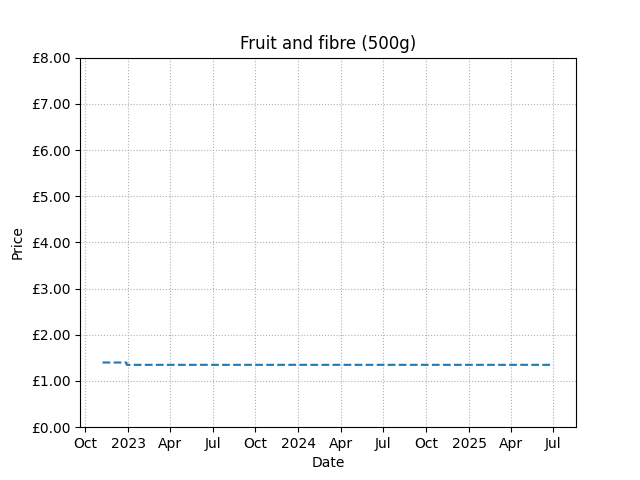 Fruit and fibre (500g)
£8.00
£7.00
£6.00
£5.00
£4.00
£3.00
£2.00
£1.00
£0.00
Price
Oct 2023 Apr Jul Oct 2024 Apr Jul Oct 2025 Apr Jul
Date